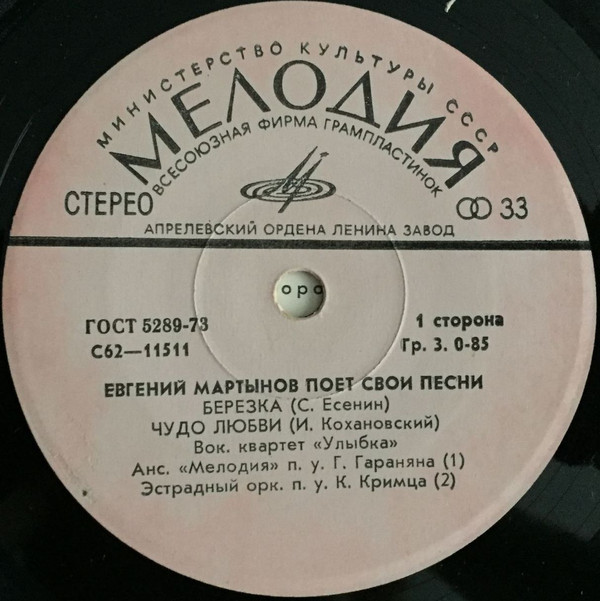 МИНИСТЕРСТВО КУЛЬТУРЫ СССР
МЕЛОДИЯ
ВСЕСОЮЗНАЯ ФИРМА ГРАМПЛАСТИНОК
СТЕРЕО
33
АПРЕЛЕВСКИЙ ОРДЕНА ЛЕНИНА ЗАВОД
ора
ГОСТ 5289-73
1 сторона
С62—11511
Гр. 3. 0-85
ЕВГЕНИЙ МАРТЫНОВ ПОЕТ СВОИ ПЕСНИ
БЕРЕЗКА (С. Есенин)
ЧУДО ЛЮБВИ (И. Кохановский)
Вок. квартет «Улыбка»
Анс. «Мелодия» п. у. Г. Гараняна (1)
Эстрадный орк. п. у. К. Кримца (2)